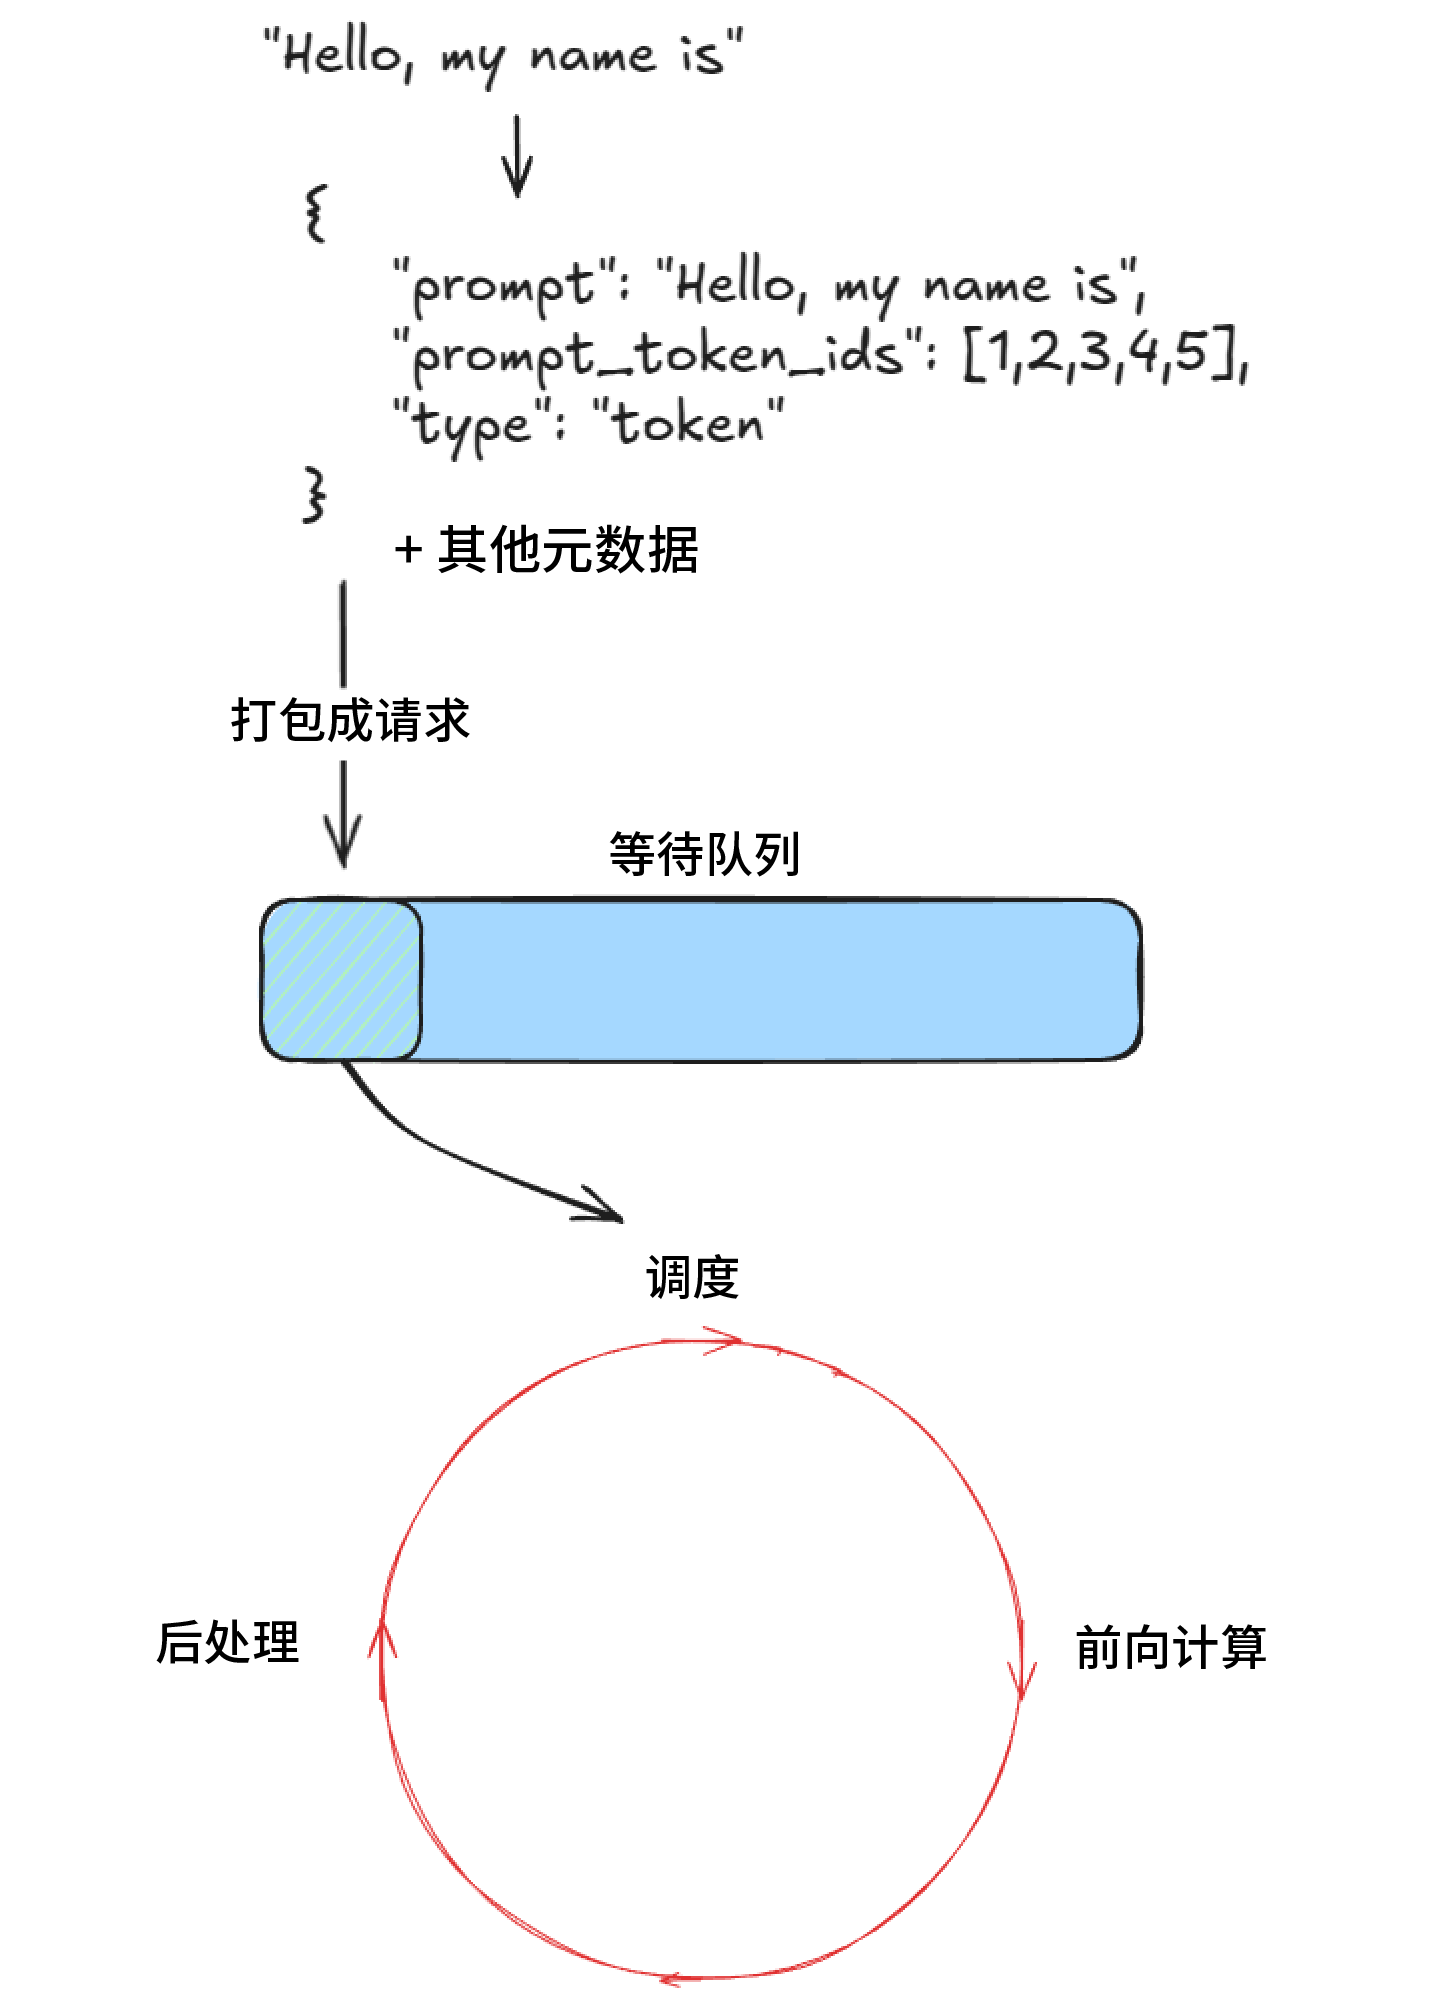 "Hello, my name is"
{
"prompt": "Hello, my name is",
"prompt_token_ids": [1,2,3,4,5],
"type": "token"
}
+ 其他元数据
打包成请求
等待队列
调度
后处理
前向计算